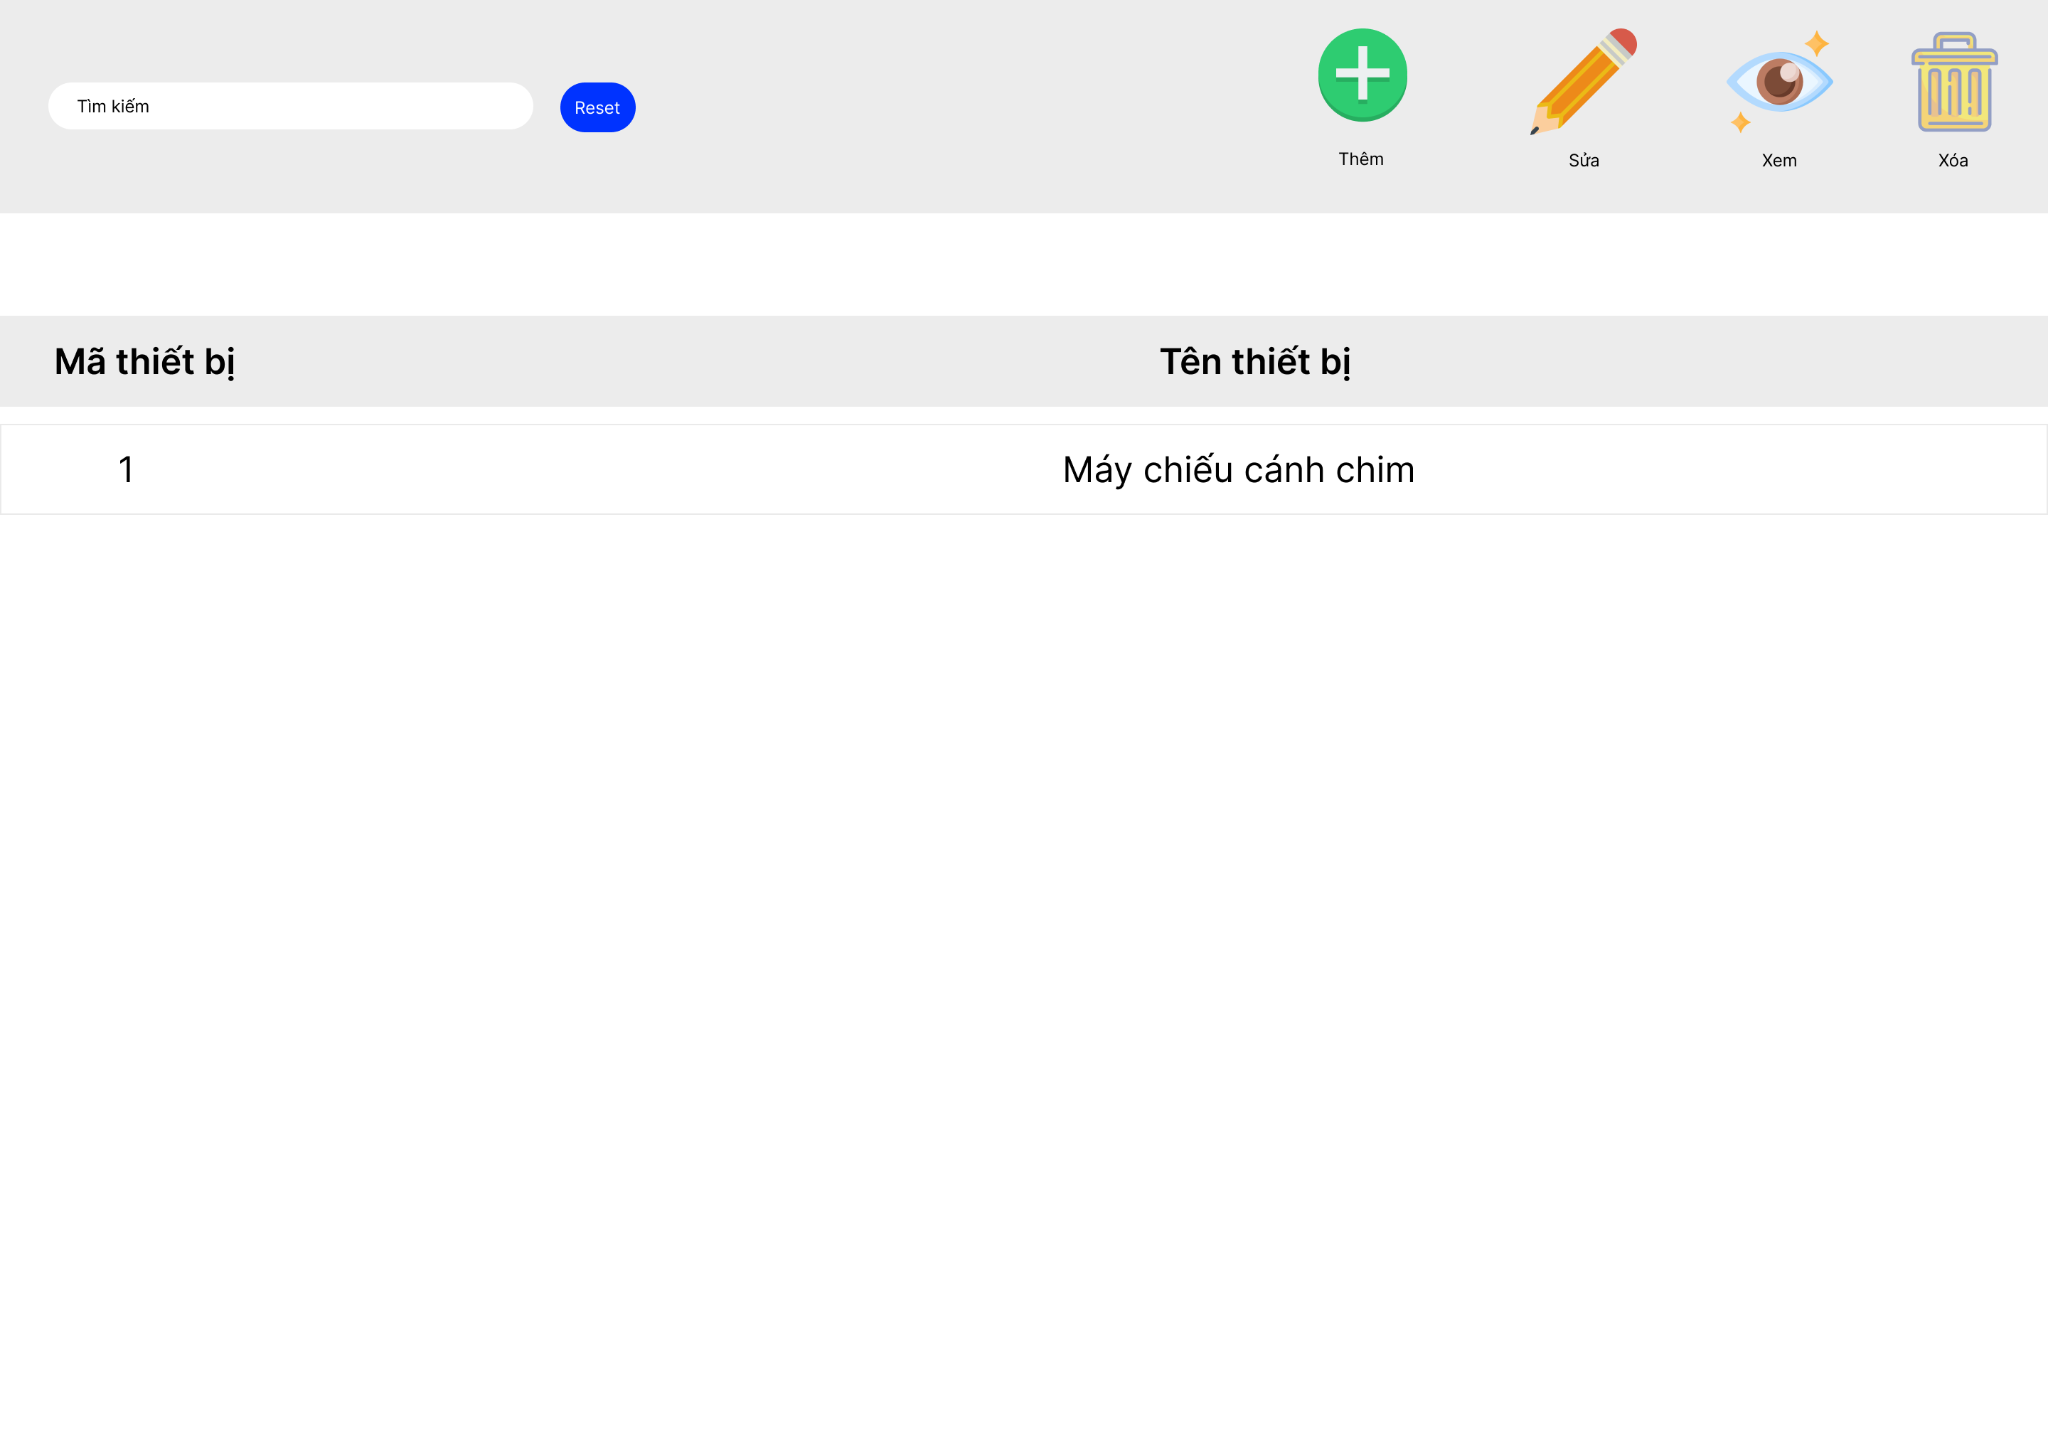 Tìm kiếm
Reset
Thêm
Sửa
Xem
Xóa
Mã thiết bị
Tên thiết bị
1
Máy chiếu cánh chim